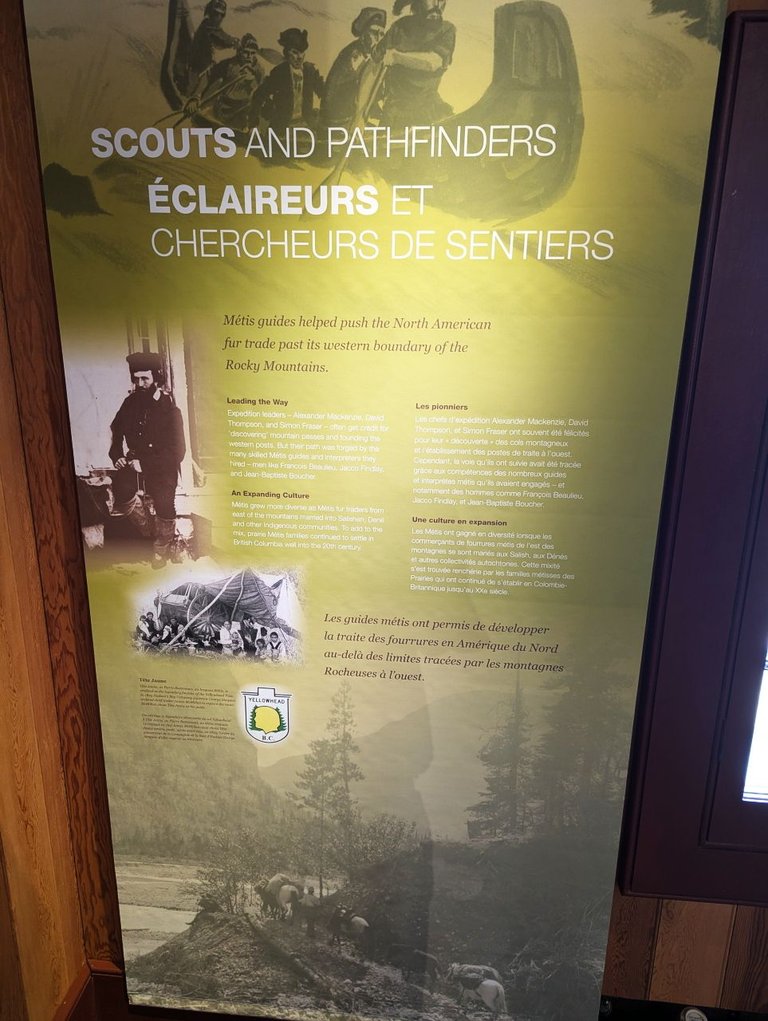 SCOUTS AND PATHFINDERS
ÉCLAIREURS ET
CHERCHEURS DE SENTIERS
Métis guides helped push the North American
fur trade past its western boundary of the
Rocky Mountains.
Leading the Way
Expedition leaders – Alexander Mackenzie, David
Thompson, and Simon Fraser – often get credit for
'discovering' mountain passes and founding the
western posts. But their path was forged by the
many skilled Métis guides and interpreters they
hired – men like François Beaulieu, Jacco Findlay,
and Jean-Baptiste Boucher.
An Expanding Culture
Métis grew more diverse as Métis fur traders from
east of the mountains married into Salishan, Dené
and other Indigenous communities. To add to the
mix, prairie Métis families continued to settle in
British Columbia well into the 20th century.
Les pionniers
Les chefs d'expédition Alexander Mackenzie, David
Thompson, et Simon Fraser ont souvent été félicités
pour leur « découverte » des cols montagneux
et l'établissement des postes de traite à l'ouest.
Cependant, la voie qu'ils ont suivie avait été tracée
grâce aux compétences des nombreux guides
et interprètes métis qu'ils avaient engagés – et
notamment des hommes comme François Beaulieu,
Jacco Findlay, et Jean-Baptiste Boucher.
Une culture en expansion
Les Métis ont gagné en diversité lorsque les
commerçants de fourrures métis de l'est des
montagnes se sont mariés aux Salish, aux Dénés
et autres collectivités autochtones. Cette mixité
s'est trouvée renchérie par les familles métisses des
Prairies qui ont continué de s'établir en Colombie-
Britannique jusqu'au XXe siècle.
Les guides métis ont permis de développer
la traite des fourrures en Amérique du Nord
au-delà des limites tracées par les montagnes
Rocheuses à l'ouest.
Tête Jaune
YELLOWHEAD
B.C.